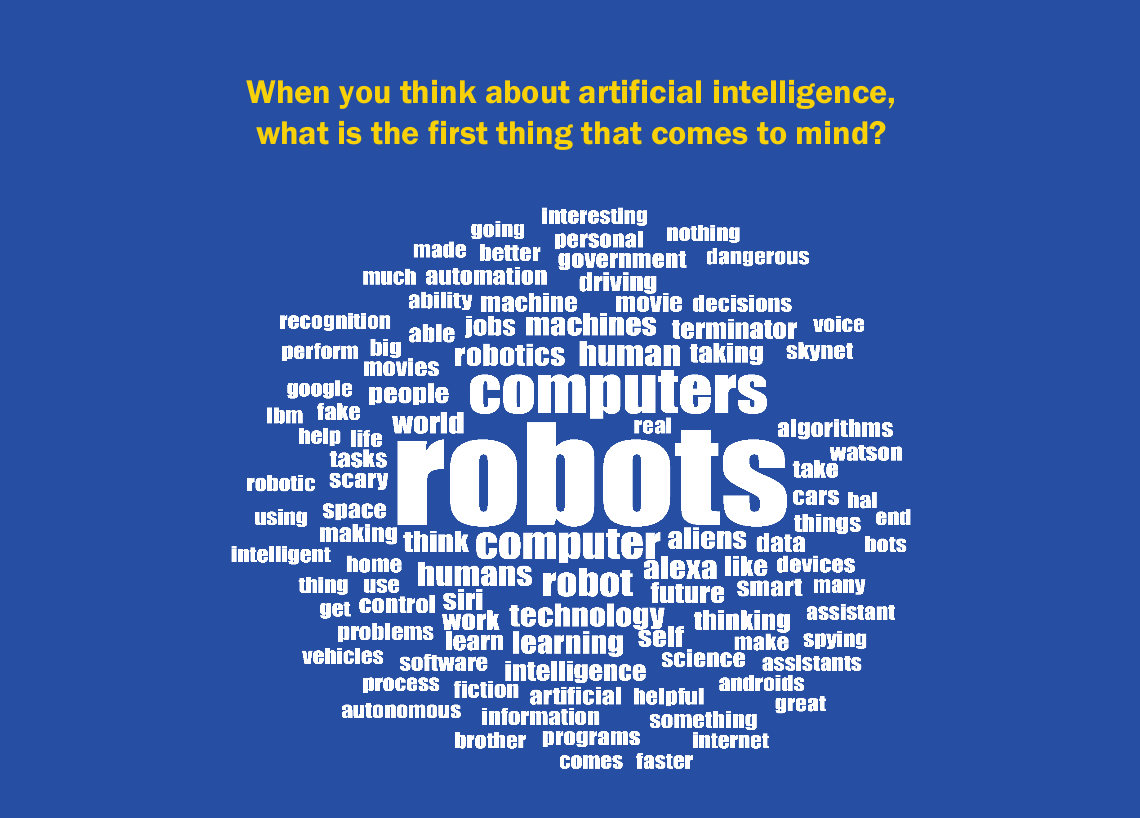 When you think about artificial intelligence,
what is the first thing that comes to mind?
interesting
going personal nothing
made better government dangerous
much automation driving
ability machine movie decisions
recognition able jobs machines terminator voice
perform big robotics human taking skynet
movies
google people computers
Ibm fake world real algorithms
help life watson
tasks robots take
robotic scary cars hal
using space things end
making think computer aliens data bots
intelligent home humans robot alexa like devices
thing use future smart many
get control siri technology thinking assistant
work
problems learn learning self make spying
vehicles software intelligence science assistants
process fiction artificial helpful androids
autonomous information something great
brother programs internet
comes faster